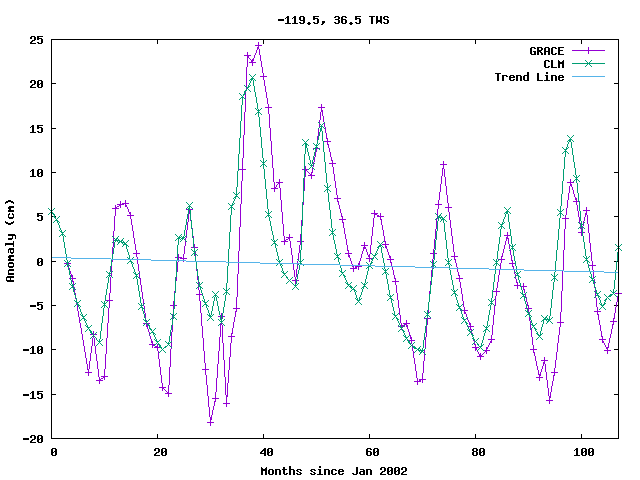 -119.5, 36.5 TWS
GRACE
CLM
Trend Line
25
20
15
10
5
0
-5
-10
-15
-20
Anomaly (cm)
0 20 40 60 80 100
Months since Jan 2002